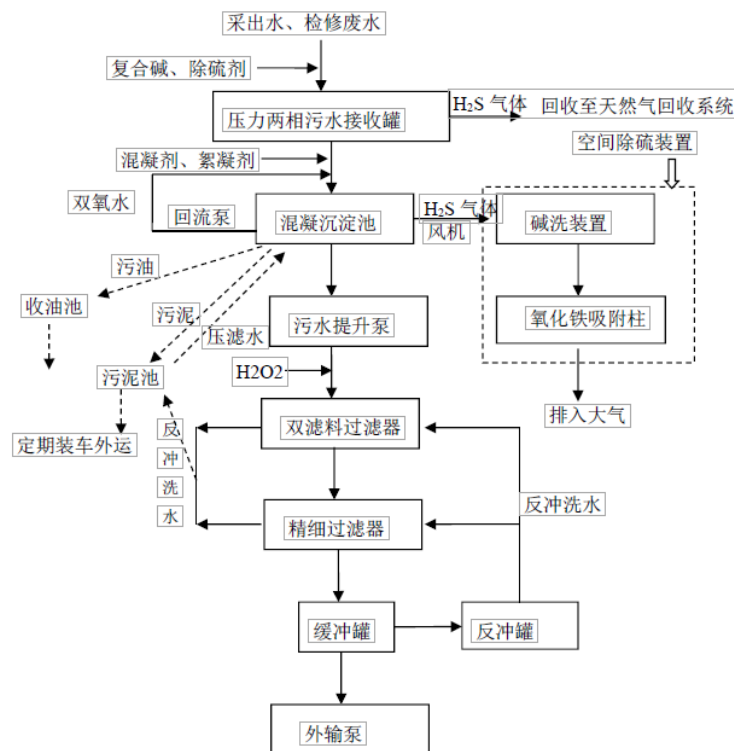 采出水、检修废水
复合碱、除硫剂
H₂S 气体
回收至天然气回收系统
压力两相污水接收罐
空间除硫装置
混凝剂、絮凝剂
双氧水
回流泵
混凝沉淀池
H₂S 气体
风机
碱洗装置
污油
收油池
污泥
压滤水
污水提升泵
氧化铁吸附柱
H2O2
污泥池
双滤料过滤器
排入大气
定期装车外运
反
冲
洗
水
反冲洗水
精细过滤器
缓冲罐
反冲罐
外输泵